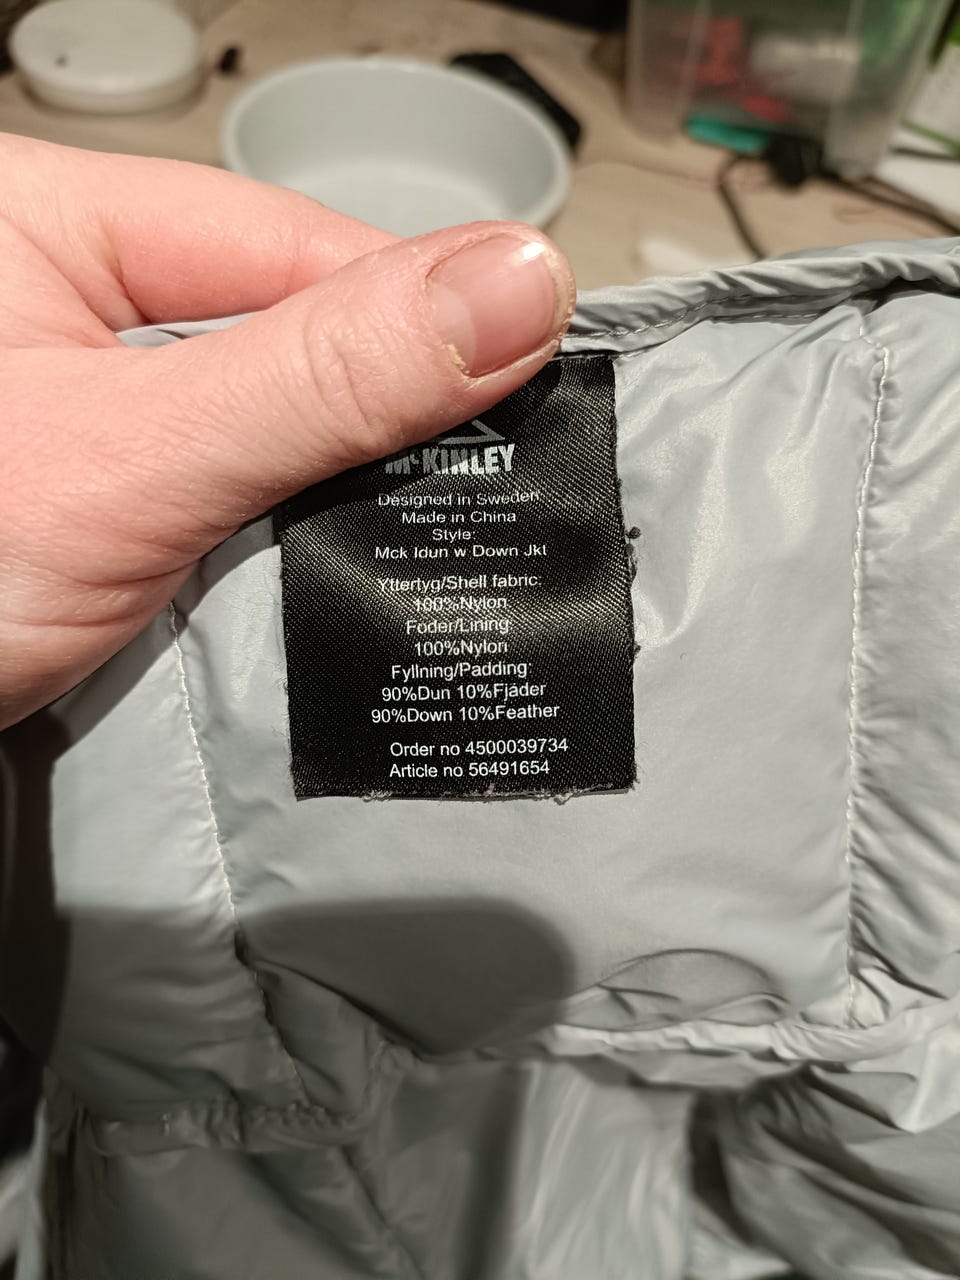 McKINLEY
Designed in Sweden
Made in China
Style:
Mck Idun w Down Jkt
Yttertyg/Shell fabric:
100%Nylon
Foder/Lining:
100%Nylon
Fyllning/Padding:
90%Dun 10%Fjäder
90%Down 10%Feather
Order no 4500039734
Article no 56491654